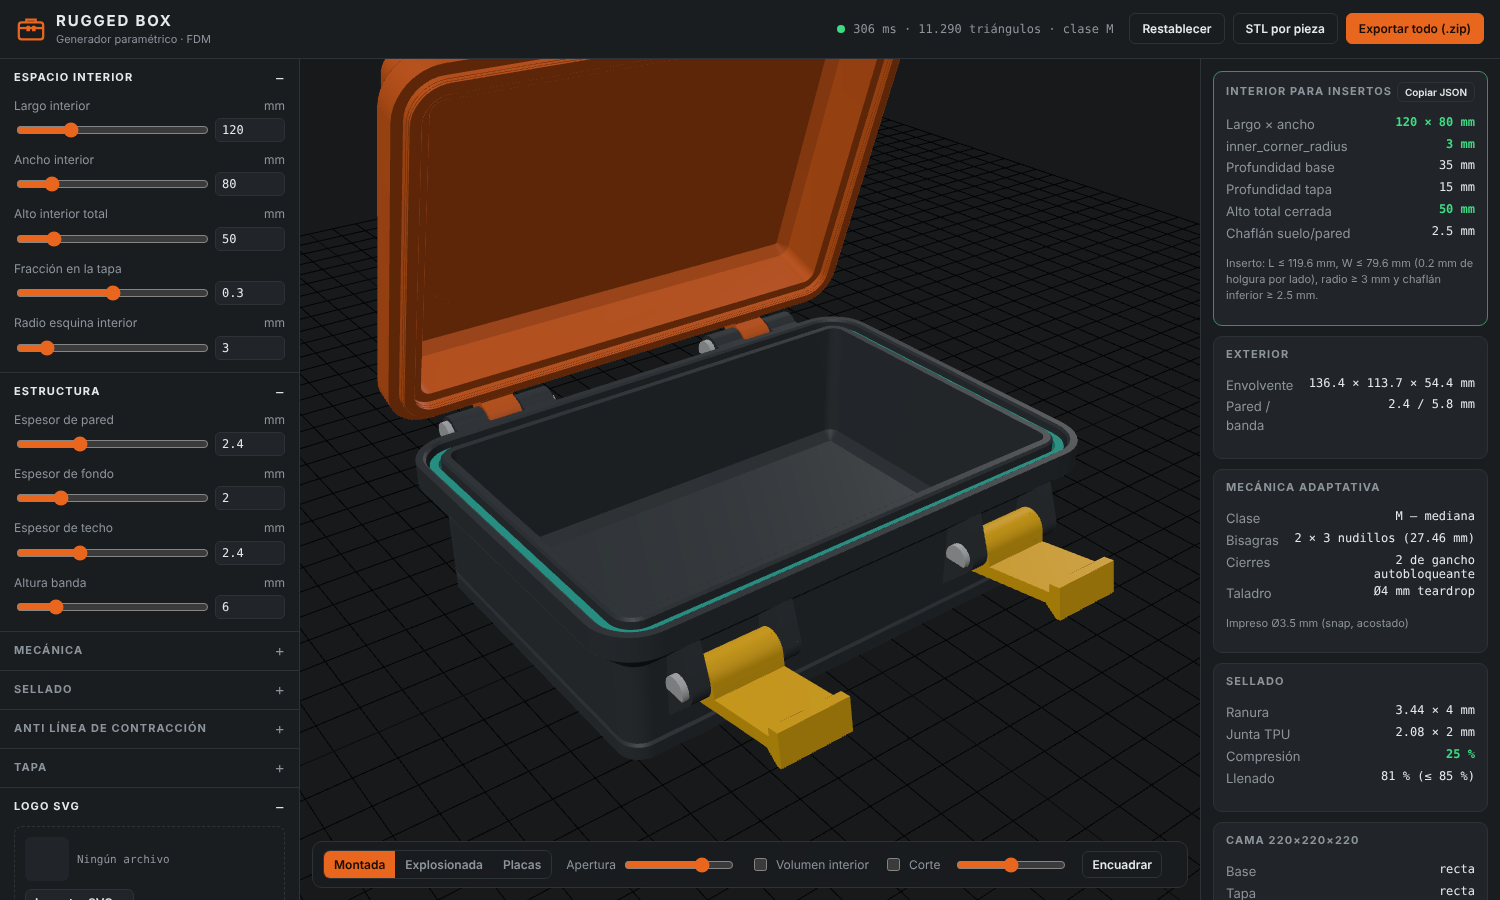 RUGGED BOX
Generador paramétrico · FDM
306 ms · 11.290 triángulos · clase M
Restablecer
STL por pieza
Exportar todo (.zip)
ESPACIO INTERIOR
Largo interior mm
120
Ancho interior mm
80
Alto interior total mm
50
Fracción en la tapa
0.3
Radio esquina interior mm
3
ESTRUCTURA
Espesor de pared mm
2.4
Espesor de fondo mm
2
Espesor de techo mm
2.4
Altura banda mm
6
MECÁNICA +
SELLADO +
ANTI LÍNEA DE CONTRACCIÓN +
TAPA +
LOGO SVG
Ningún archivo
Montada
Explosionada
Placas
Apertura
Volumen interior
Corte
Encuadrar
INTERIOR PARA INSERTOS
Copiar JSON
Largo × ancho 120 × 80 mm
inner_corner_radius 3 mm
Profundidad base 35 mm
Profundidad tapa 15 mm
Alto total cerrada 50 mm
Chaflán suelo/pared 2.5 mm
Inserto: L ≤ 119.6 mm, W ≤ 79.6 mm (0.2 mm de
holgura por lado), radio ≥ 3 mm y chaflán
inferior ≥ 2.5 mm.
EXTERIOR
Envolvente 136.4 × 113.7 × 54.4 mm
Pared / 2.4 / 5.8 mm
banda
MECÁNICA ADAPTATIVA
Clase M — mediana
Bisagras 2 × 3 nudillos (27.46 mm)
Cierres 2 de gancho
autobloqueante
Taladro Ø4 mm teardrop
Impreso Ø3.5 mm (snap, acostado)
SELLADO
Ranura 3.44 × 4 mm
Junta TPU 2.08 × 2 mm
Compresión 25 %
Llenado 81 % (≤ 85 %)
CAMA 220×220×220
Base recta
Tapa recta